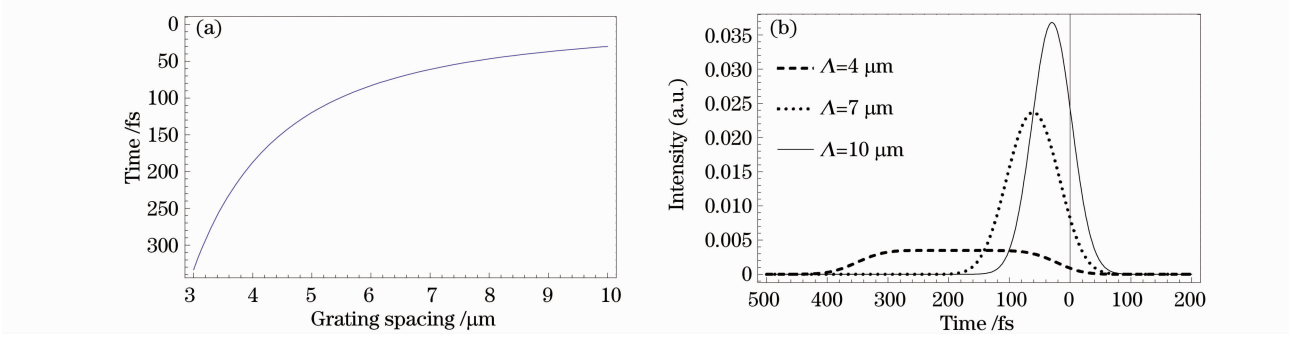 (a)
Time /fs
0
50
100
150
200
250
300
3 4 5 6 7 8 9 10
Grating spacing /μm
(b)
Intensity (a.u.)
0.035
0.030
0.025
0.020
0.015
0.010
0.005
0
Λ=4 μm
Λ=7 μm
Λ=10 μm
500 400 300 200 100 0 100 200
Time /fs